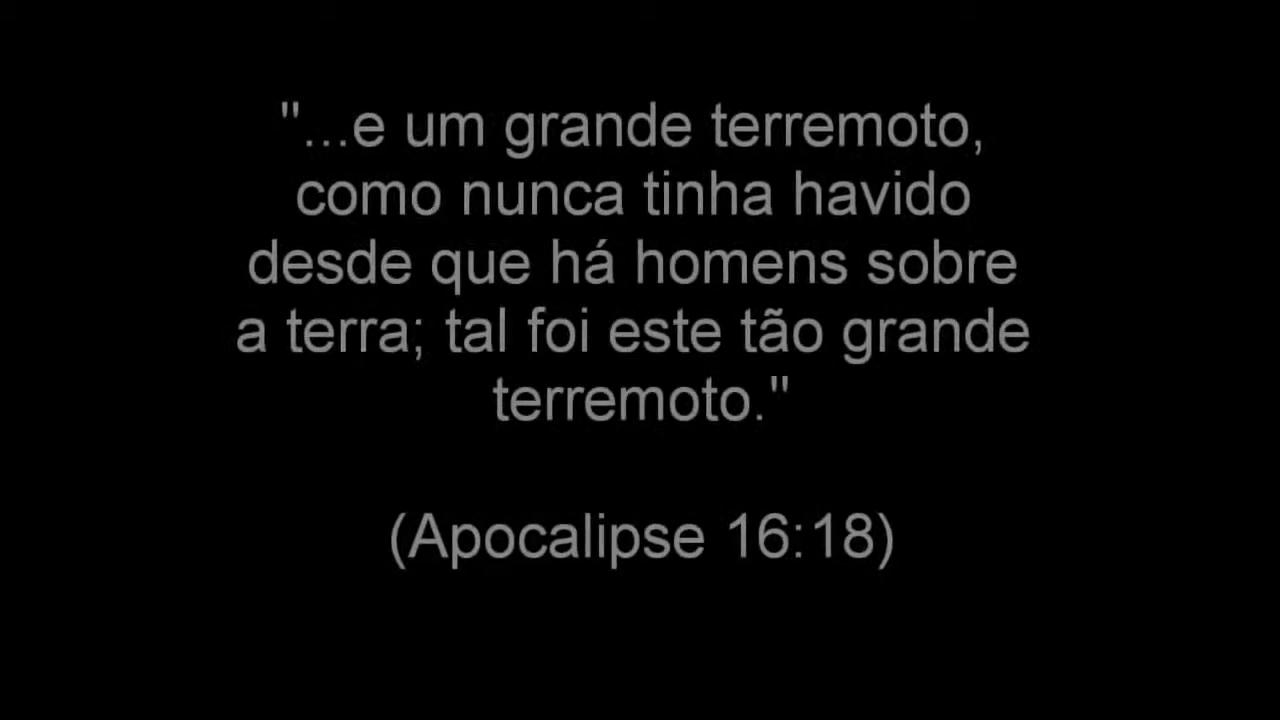 "...e um grande terremoto,
como nunca tinha havido
desde que há homens sobre
a terra; tal foi este tão grande
terremoto."
(Apocalipse 16:18)